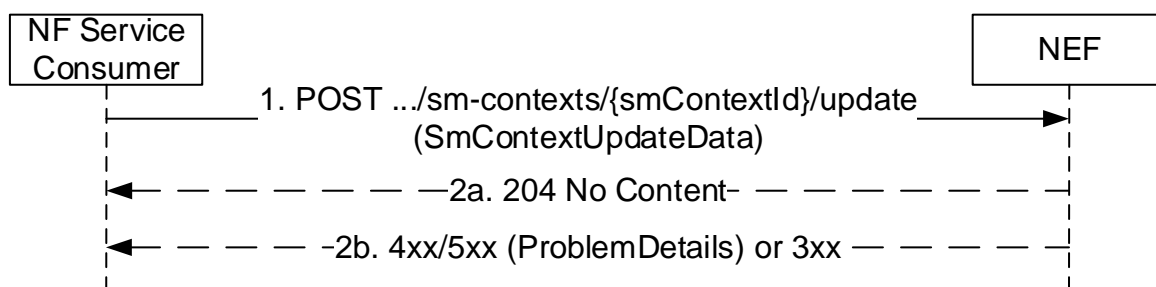 NF Service
Consumer
NEF
1. POST .../sm-contexts/{smContextId}/update
(SmContextUpdateData)
2a. 204 No Content
2b. 4xx/5xx (ProblemDetails) or 3xx